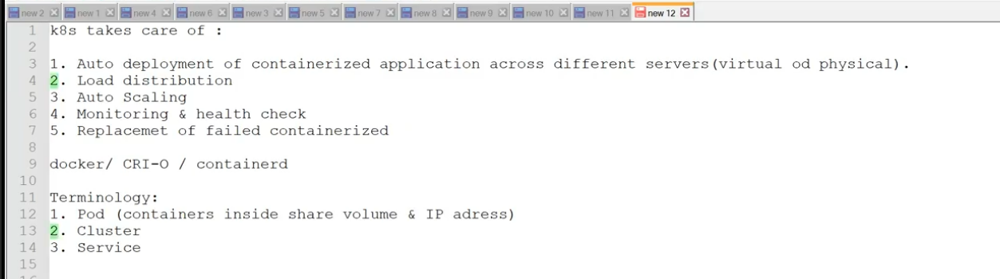 new 2 new 1 new 4 new 6 new 3 new 5 new 7 new 8 new 9 new 10 new 11 new 12
1 k8s takes care of :
2
3 1. Auto deployment of containerized application across different servers(virtual od physical).
4 2. Load distribution
5 3. Auto Scaling
6 4. Monitoring & health check
7 5. Replacemet of failed containerized
8
9 docker/ CRI-O / containerd
10
11 Terminology:
12 1. Pod (containers inside share volume & IP adress)
13 2. Cluster
14 3. Service
15
16